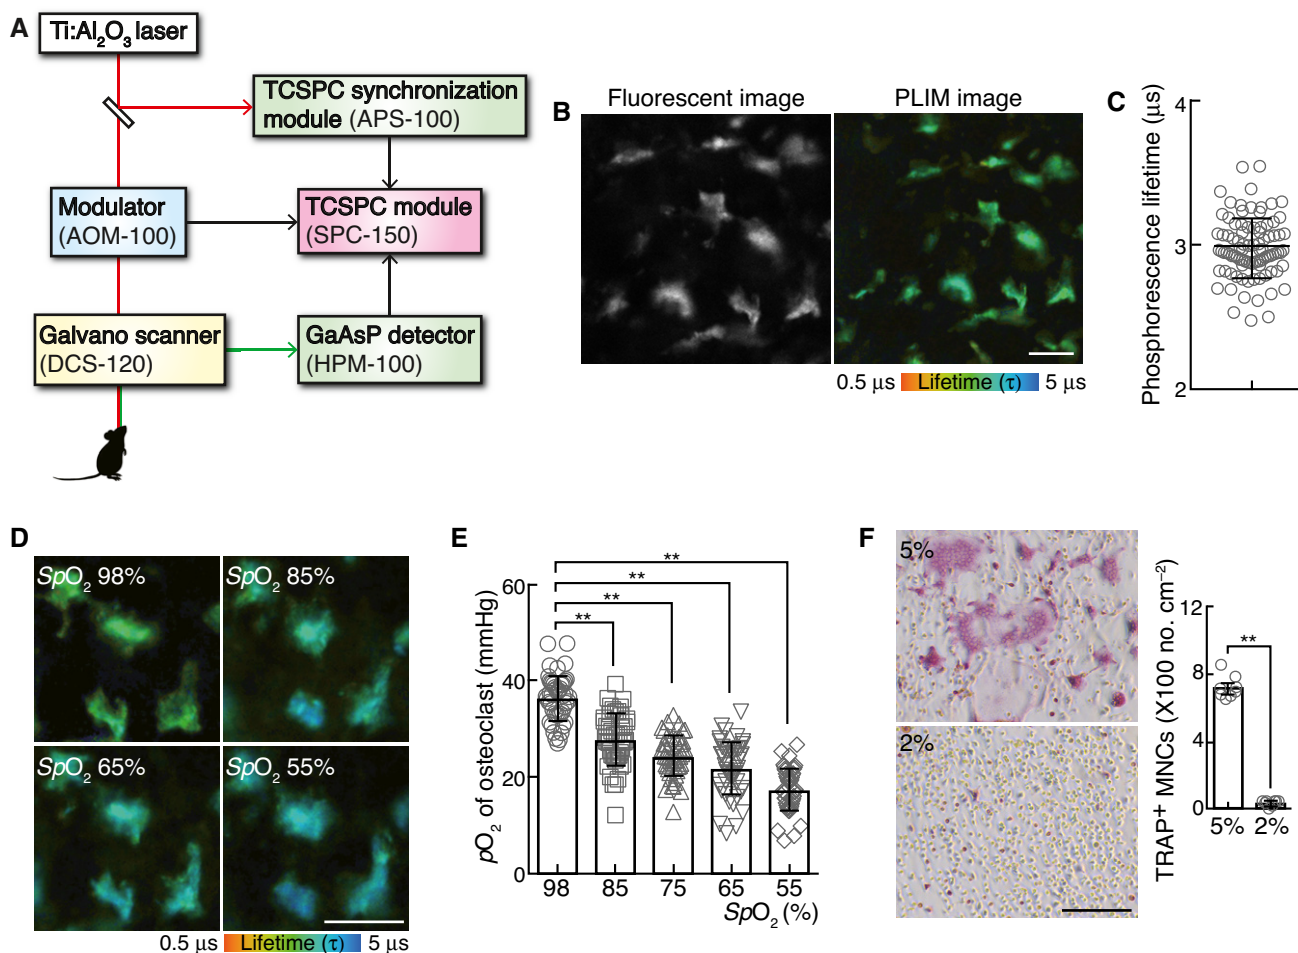 A
Ti:Al2O3 laser
TCSPC synchronization
module (APS-100)
Modulator
(AOM-100)
TCSPC module
(SPC-150)
Galvano scanner
(DCS-120)
GaAsP detector
(HPM-100)
B
Fluorescent image
PLIM image
0.5 µs
Lifetime (τ)
5 µs
C
Phosphorescence lifetime (µs)
4
3
2
D
SpO2 98%
SpO2 85%
SpO2 65%
SpO2 55%
0.5 µs
Lifetime (τ)
5 µs
E
pO2 of osteoclast (mmHg)
60
40
20
0
**
**
**
**
98
85
75
65
55
SpO2 (%)
F
5%
2%
TRAP+ MNCs (X100 no. cm−2)
12
8
4
0
**
5%
2%